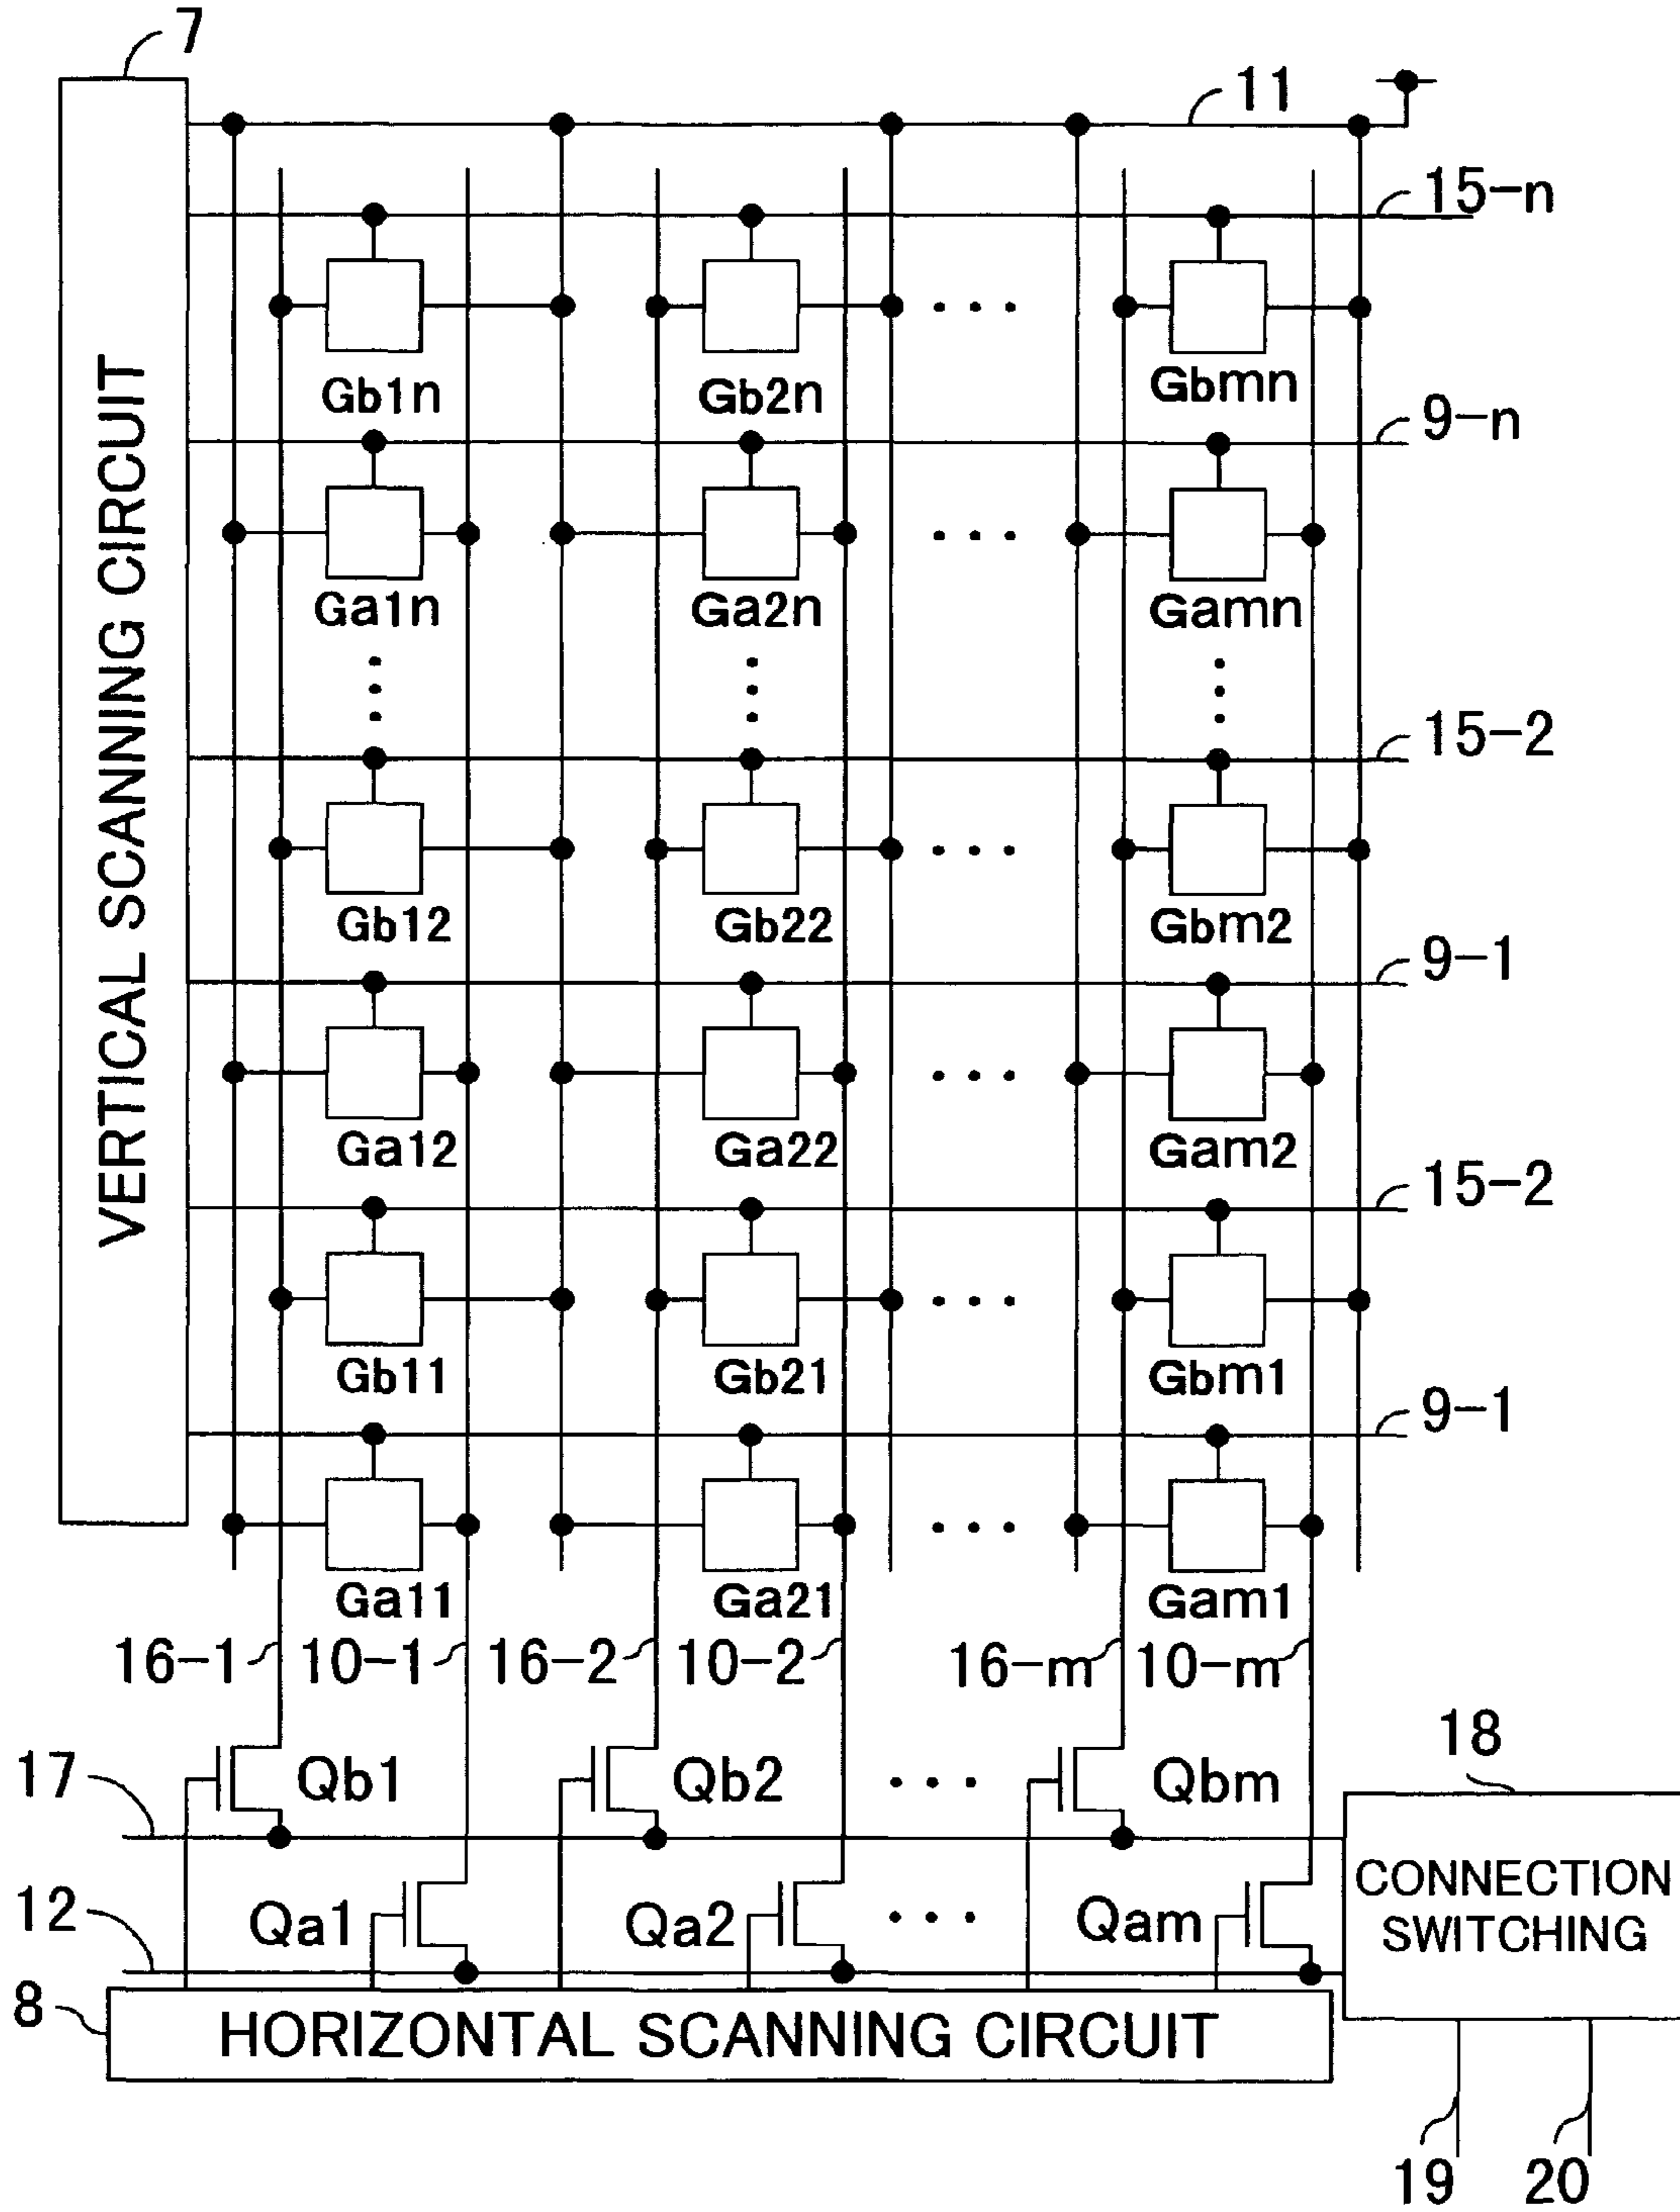 7
11
15-n
VERTICAL SCANNING CIRCUIT
Gb1n Gb2n ··· Gbmn
9-n
Ga1n Ga2n ··· Gamn
15-2
Gb12 Gb22 ··· Gbm2
9-1
Ga12 Ga22 ··· Gam2
15-2
Gb11 Gb21 ··· Gbm1
9-1
Ga11 Ga21 ··· Gam1
16-1 10-1 16-2 10-2 16-m 10-m
17 Qb1 Qb2 ··· Qbm 18
12 Qa1 Qa2 ··· Qam
CONNECTION
SWITCHING
8 HORIZONTAL SCANNING CIRCUIT
19 20